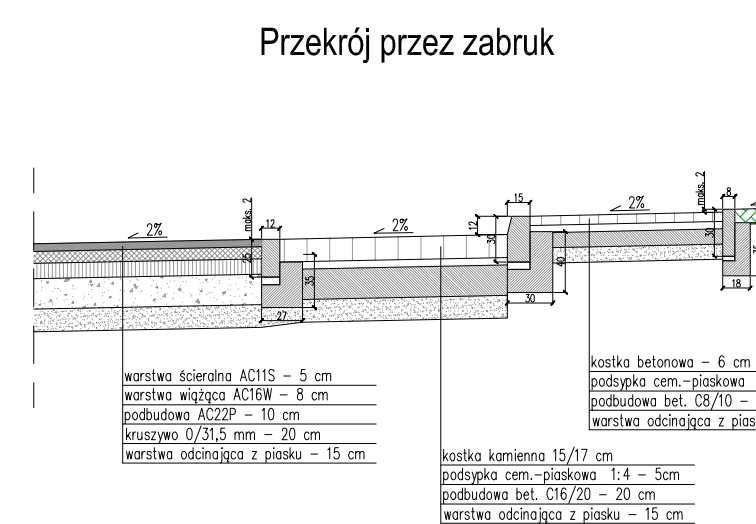 Przekrój przez zabruk
maks. 2
2%
12
25
35
27
2%
15
12
30
40
30
2%
maks. 2
8
30
18
warstwa ścieralna AC11S – 5 cm
warstwa wiążąca AC16W – 8 cm
podbudowa AC22P – 10 cm
kruszywo 0/31,5 mm – 20 cm
warstwa odcinająca z piasku – 15 cm
kostka kamienna 15/17 cm
podsypka cem.–piaskowa 1:4 – 5cm
podbudowa bet. C16/20 – 20 cm
warstwa odcinająca z piasku – 15 cm
kostka betonowa – 6 cm
podsypka cem.–piaskowa
podbudowa bet. C8/10 –
warstwa odcinająca z pias